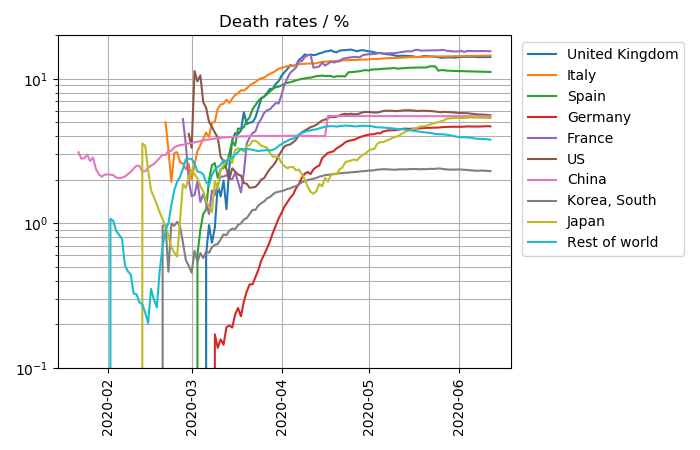 Death rates / %
10¹
10⁰
10⁻¹
2020-02
2020-03
2020-04
2020-05
2020-06
United Kingdom
Italy
Spain
Germany
France
US
China
Korea, South
Japan
Rest of world